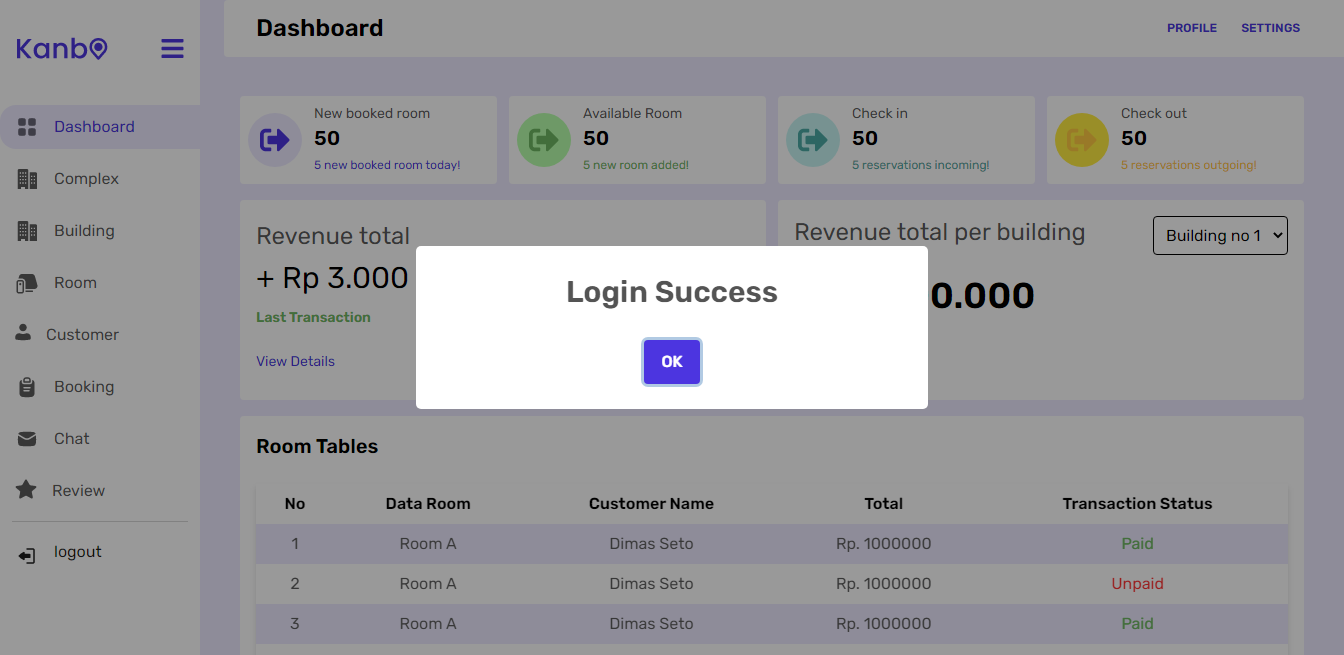 Kanbo
Dashboard
Complex
Building
Room
Customer
Booking
Chat
Review
logout
Dashboard
PROFILE SETTINGS
New booked room
50
5 new booked room today!
Available Room
50
5 new room added!
Check in
50
5 reservations incoming!
Check out
50
5 reservations outgoing!
Revenue total
+ Rp 3.000
Last Transaction
View Details
Revenue total per building
Building no 1
0.000
Login Success
OK
Room Tables
No Data Room Customer Name Total Transaction Status
1 Room A Dimas Seto Rp. 1000000 Paid
2 Room A Dimas Seto Rp. 1000000 Unpaid
3 Room A Dimas Seto Rp. 1000000 Paid